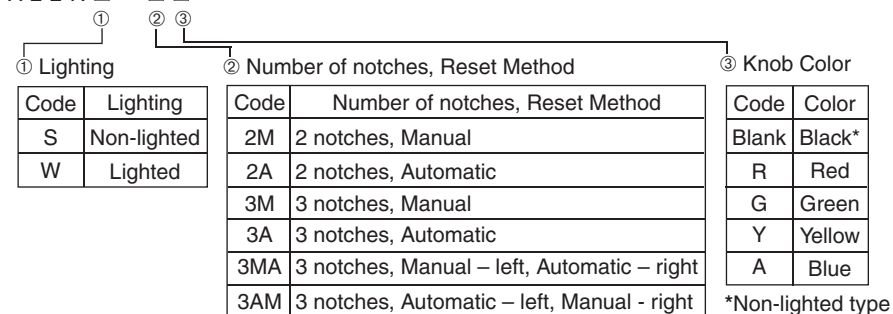 ① ② ③
① Lighting
Code Lighting
S Non-lighted
W Lighted
② Number of notches, Reset Method
Code Number of notches, Reset Method
2M 2 notches, Manual
2A 2 notches, Automatic
3M 3 notches, Manual
3A 3 notches, Automatic
3MA 3 notches, Manual – left, Automatic – right
3AM 3 notches, Automatic – left, Manual - right
③ Knob Color
Code Color
Blank Black*
R Red
G Green
Y Yellow
A Blue
*Non-lighted type